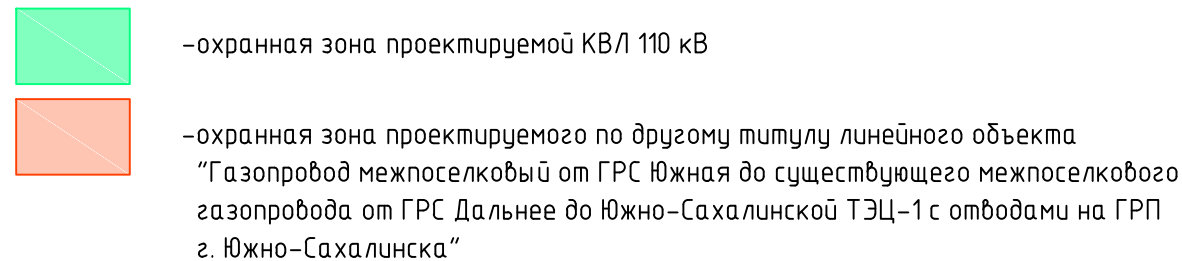 -охранная зона проектируемой КВЛ 110 кВ
-охранная зона проектируемого по другому титулу линейного объекта
"Газопровод межпоселковый от ГРС Южная до существующего межпоселкового
газопровода от ГРС Дальнее до Южно-Сахалинской ТЭЦ-1 с отводами на ГРП
г. Южно-Сахалинска"